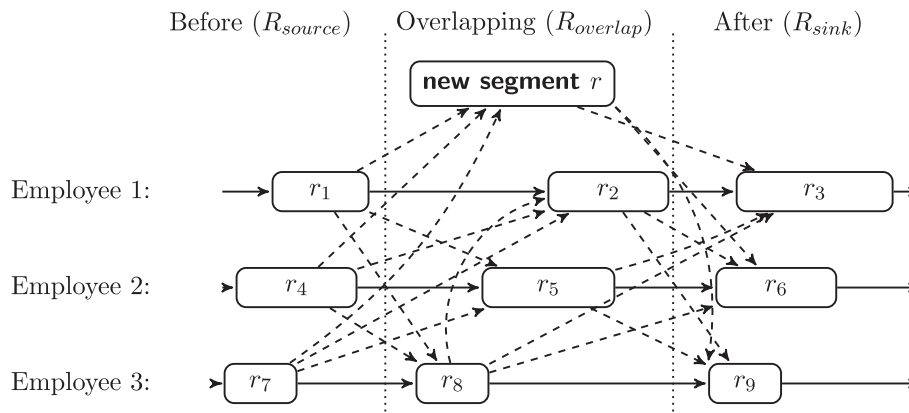 Before (R_source) Overlapping (R_overlap) After (R_sink)
new segment r
Employee 1: r_1 r_2 r_3
Employee 2: r_4 r_5 r_6
Employee 3: r_7 r_8 r_9